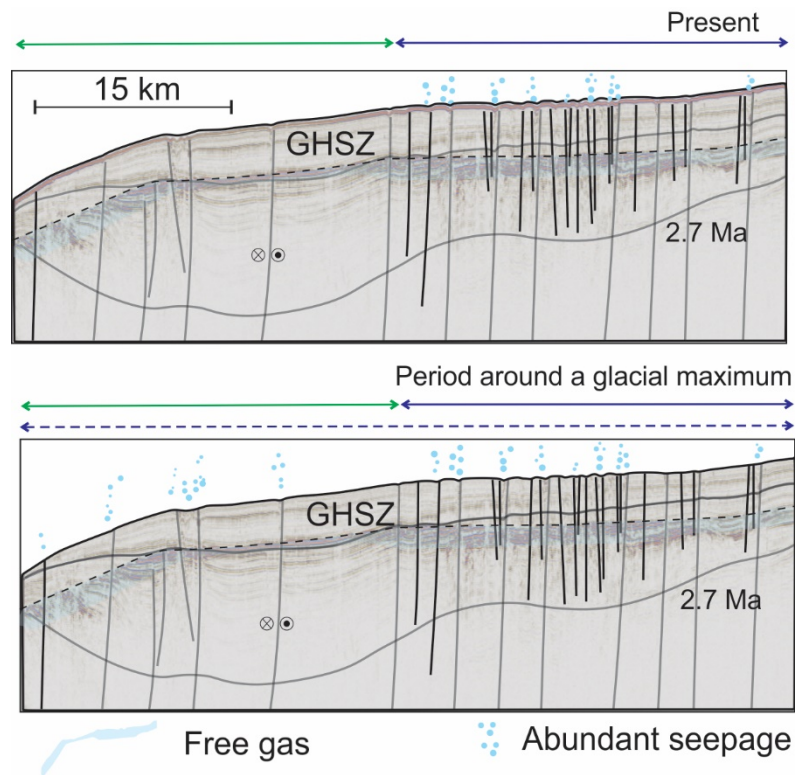 Present
15 km
GHSZ
2.7 Ma
Period around a glacial maximum
GHSZ
2.7 Ma
Free gas
Abundant seepage